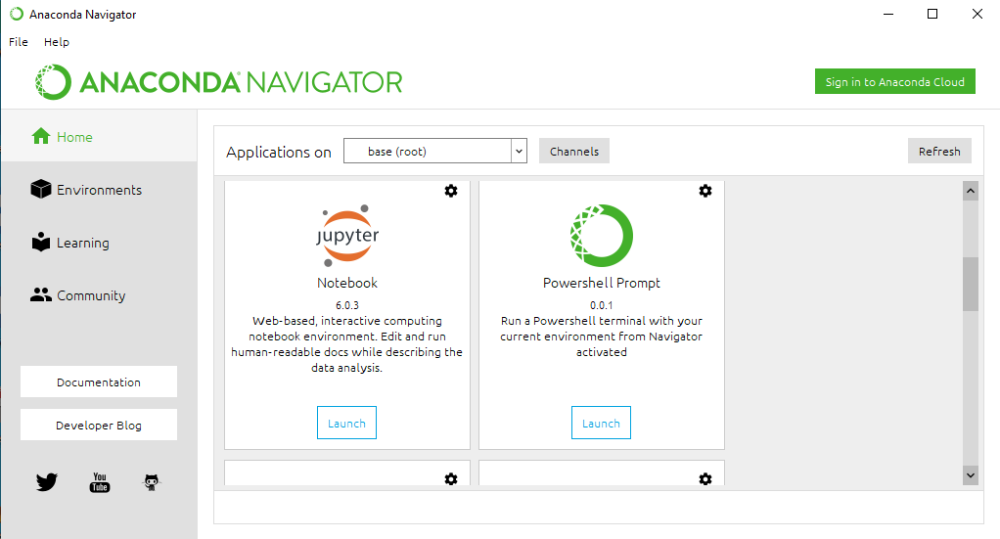 Anaconda Navigator
File Help
ANACONDA NAVIGATOR
Sign in to Anaconda Cloud
Home
Environments
Learning
Community
Documentation
Developer Blog
You
Tube
Applications on base (root) Channels Refresh
jupyter
Notebook
6.0.3
Web-based, interactive computing
notebook environment. Edit and run
human-readable docs while describing the
data analysis.
Launch
Powershell Prompt
0.0.1
Run a Powershell terminal with your
current environment from Navigator
activated
Launch